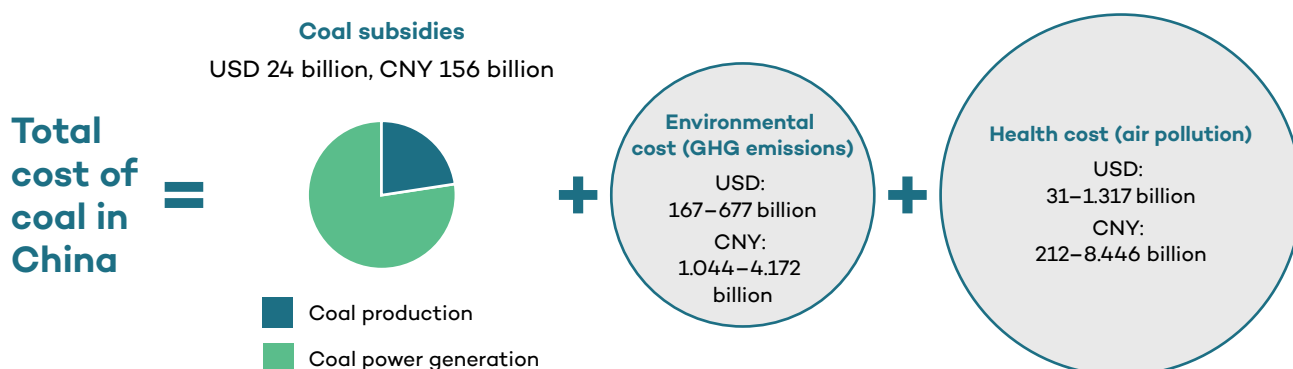 Total
cost of
coal in
China
=
Coal subsidies
USD 24 billion, CNY 156 billion
Coal production
Coal power generation
+
Environmental
cost (GHG emissions)
USD:
167–677 billion
CNY:
1.044–4.172
billion
+
Health cost (air pollution)
USD:
31–1.317 billion
CNY:
212–8.446 billion